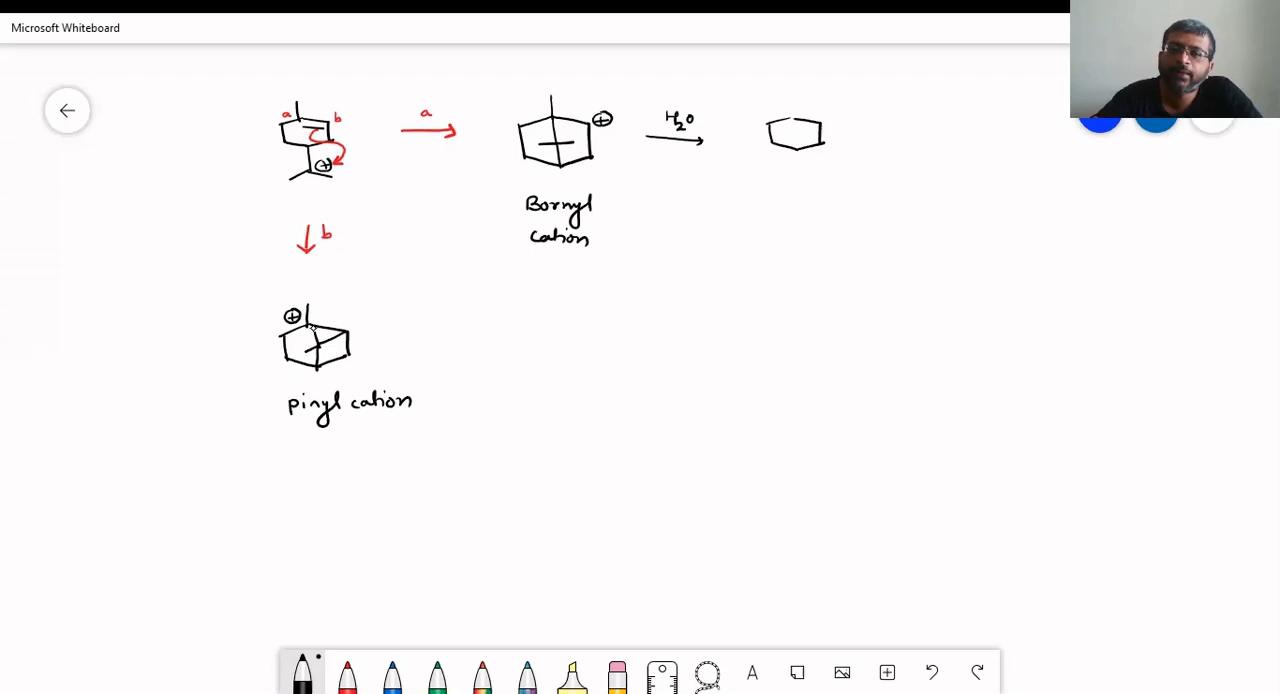 Microsoft Whiteboard
a
b
a
⊕
H2O
⊕
Bornyl
cation
b
⊕
pinyl cation
A